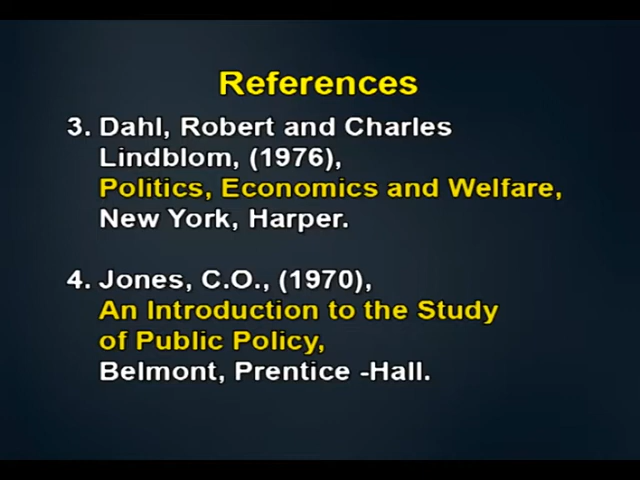 References
3. Dahl, Robert and Charles
Lindblom, (1976),
Politics, Economics and Welfare,
New York, Harper.
4. Jones, C.O., (1970),
An Introduction to the Study
of Public Policy,
Belmont, Prentice -Hall.